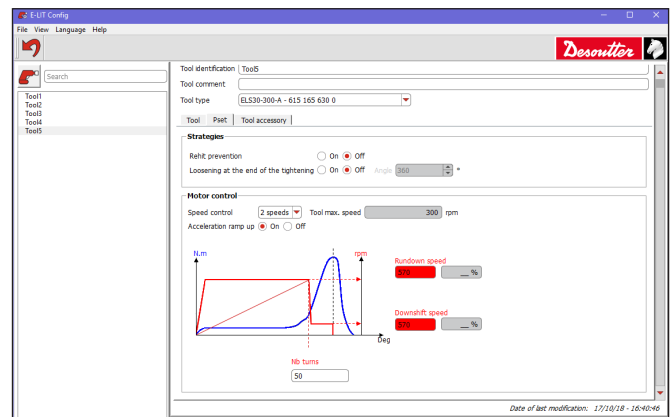 E-LIT Config
File View Language Help
Desoutter
Search
Tool1
Tool2
Tool3
Tool4
Tool5
Tool identification Tool5
Tool comment
Tool type ELS30-300-A - 615 165 630 0
Tool Pset Tool accessory
Strategies
Rehit prevention On Off
Loosening at the end of the tightening On Off Angle 360 °
Motor control
Speed control 2 speeds Tool max. speed 300 rpm
Acceleration ramp up On Off
N.m rpm
Rundown speed
570 __ %
Downshift speed
570 __ %
Deg
Nb turns
50
Date of last modification: 17/10/18 - 16:40:46